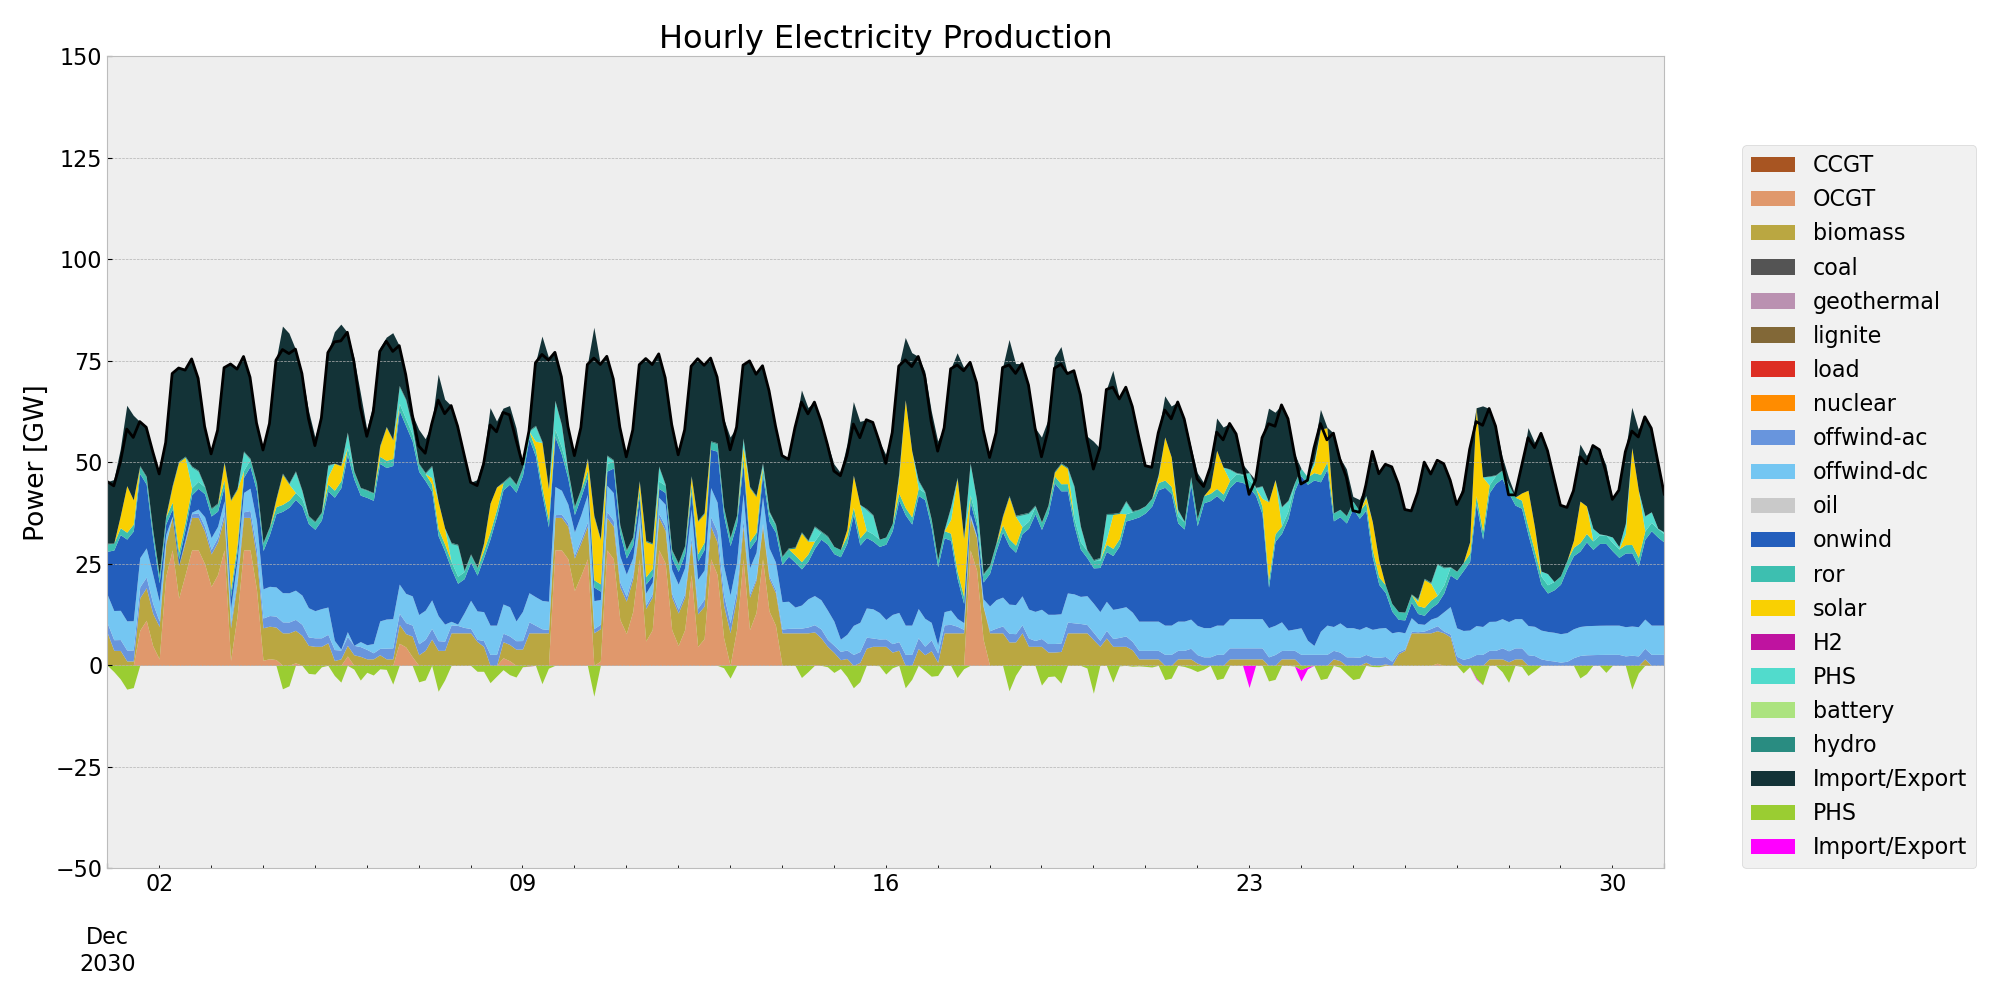 Hourly Electricity Production
150
125
100
75
50
25
0
−25
−50
Power [GW]
02
09
16
23
30
Dec
2030
CCGT
OCGT
biomass
coal
geothermal
lignite
load
nuclear
offwind-ac
offwind-dc
oil
onwind
ror
solar
H2
PHS
battery
hydro
Import/Export
PHS
Import/Export